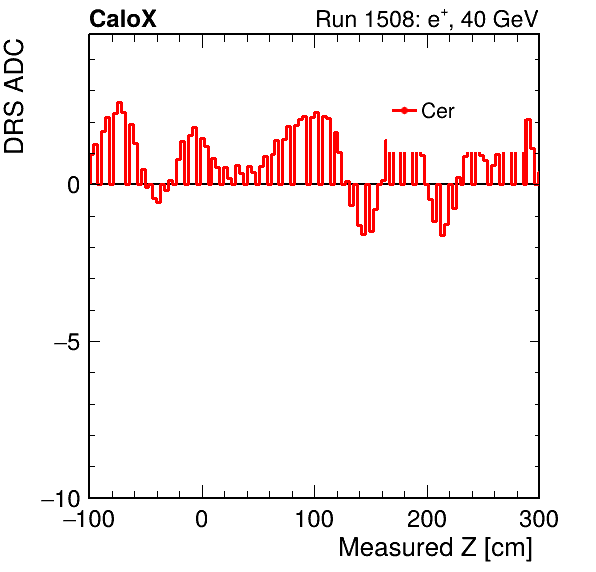 CaloX Run 1508: e⁺, 40 GeV
DRS ADC
Cer
0
−5
−10
−100 0 100 200 300
Measured Z [cm]